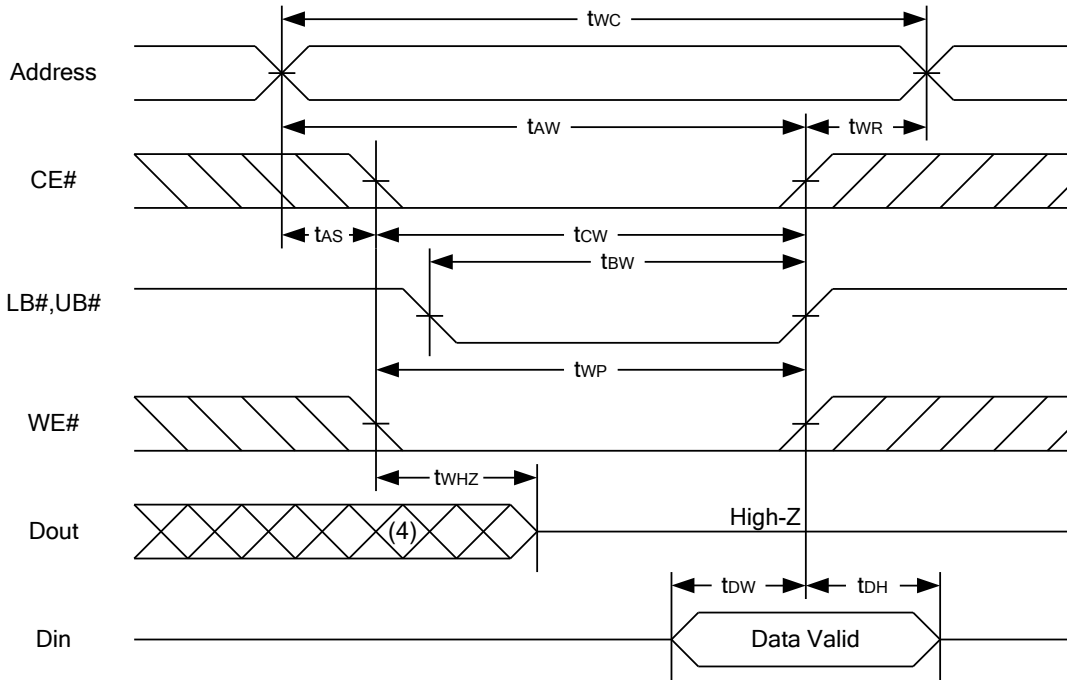 tWC
Address
tAW
tWR
CE#
tAS
tCW
tBW
LB#,UB#
tWP
WE#
tWHZ
Dout
(4)
High-Z
tDW
tDH
Din
Data Valid